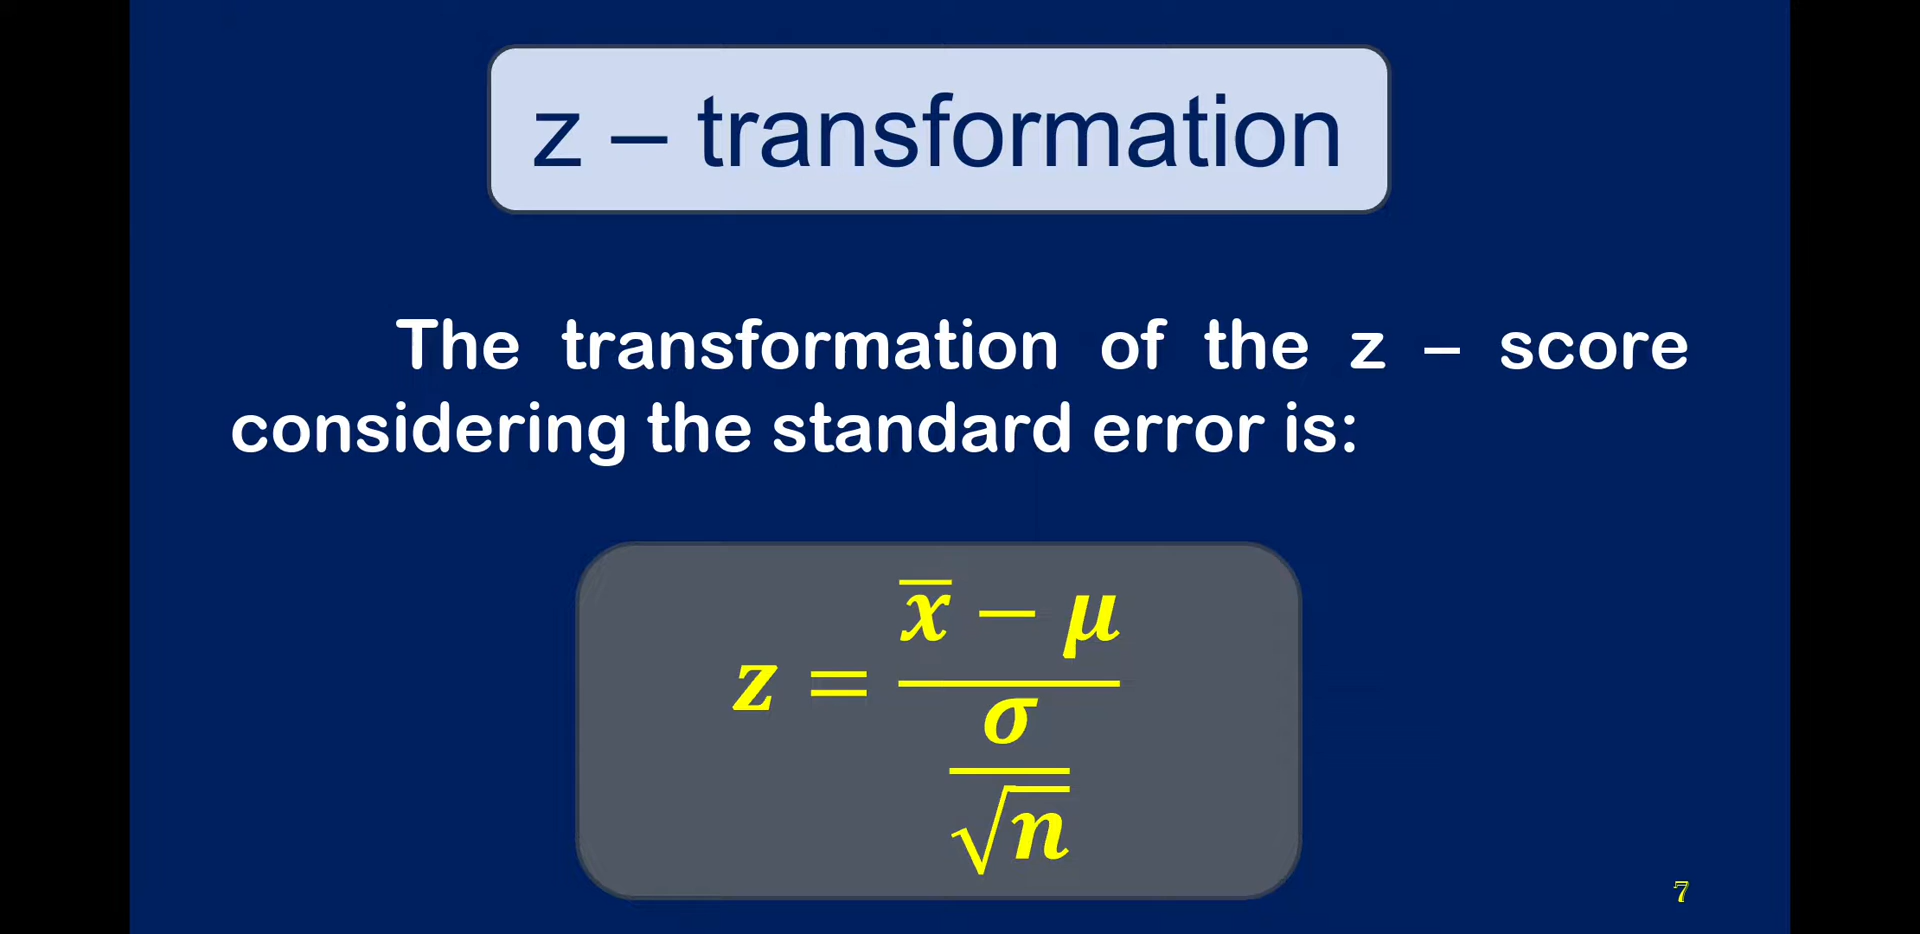 z – transformation
The transformation of the z – score
considering the standard error is:
z = (x̅ − μ) / (σ / √n)
7